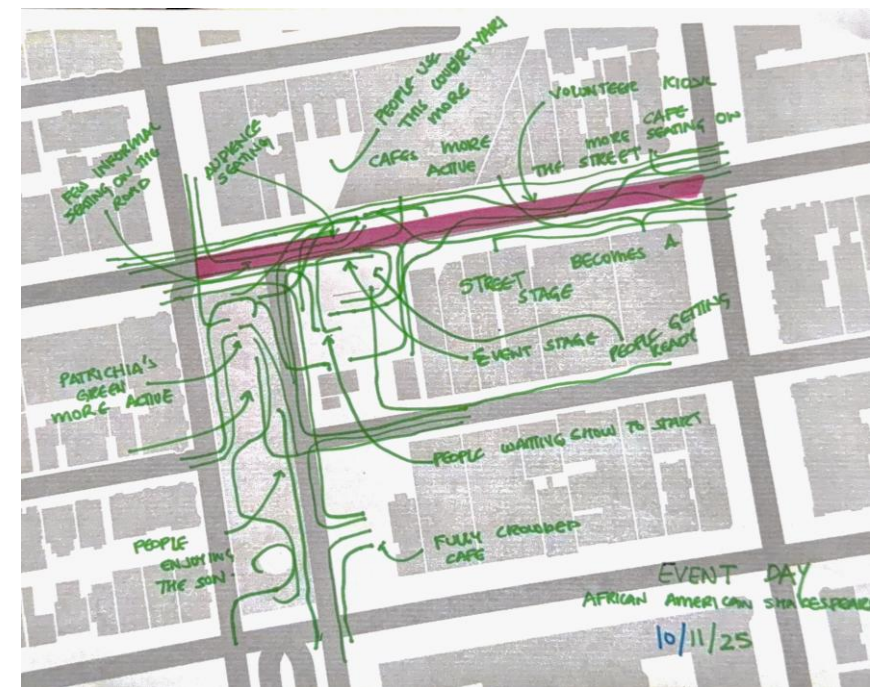 PEOPLE USE
THIS COURTYARD
MORE
VOLUNTEER KIOSK
FEW INFORMAL
SEATING ON THE
ROAD
AUDIENCE
SEATING
CAFES MORE
ACTIVE
MORE CAFE
SEATING ON
THE STREET
STREET BECOMES A
STAGE
EVENT STAGE
PEOPLE GETTING
READY
PATRICHIA'S
GREEN
MORE ACTIVE
PEOPLE WAITING SHOW TO START
PEOPLE
ENJOYING
THE SON.
FULLY CROWDED
CAFE
EVENT DAY
AFRICAN AMERICAN SHAKESPEARE
10/11/25